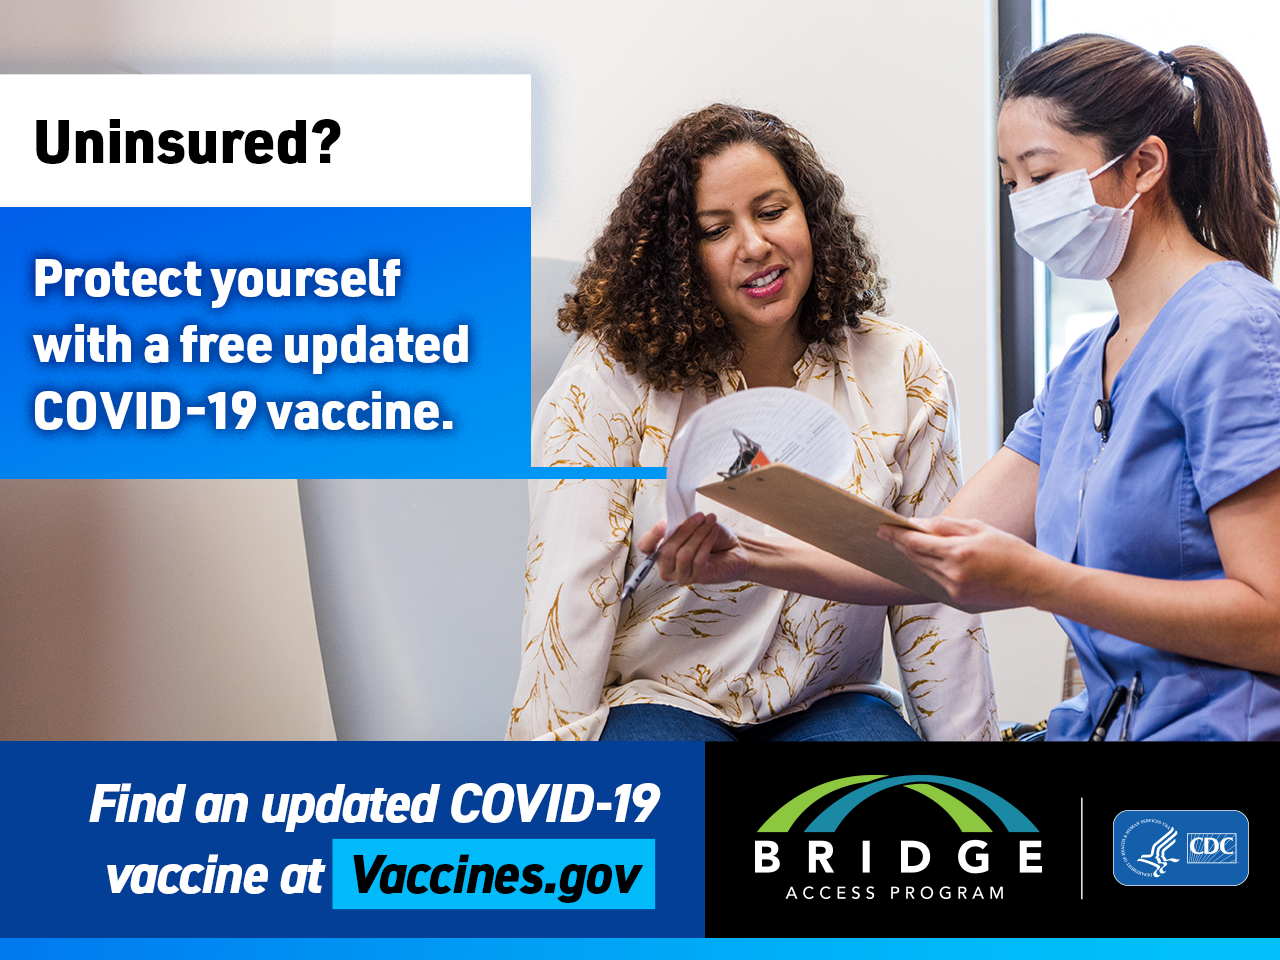 Uninsured?
Protect yourself
with a free updated
COVID-19 vaccine.
Find an updated COVID-19
vaccine at Vaccines.gov
BRIDGE
ACCESS PROGRAM
CDC